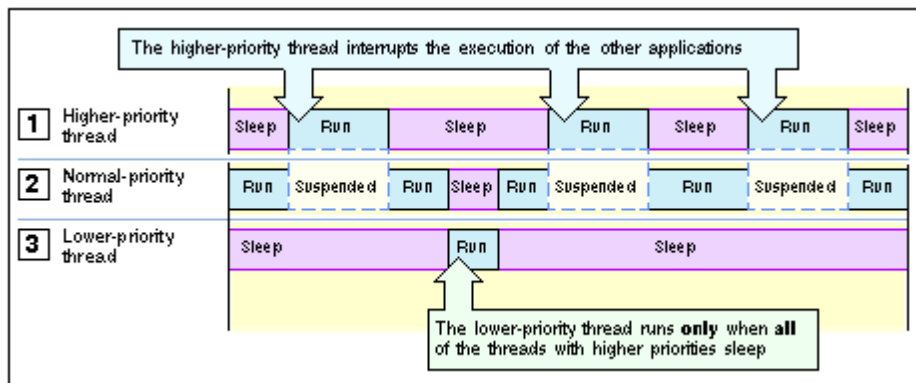 The higher-priority thread interrupts the execution of the other applications
1 Higher-priority
thread
Sleep Run Sleep Run Sleep Run Sleep
2 Normal-priority
thread
Run Suspended Run Sleep Run Suspended Run Suspended Run
3 Lower-priority
thread
Sleep Run Sleep
The lower-priority thread runs only when all
of the threads with higher priorities sleep